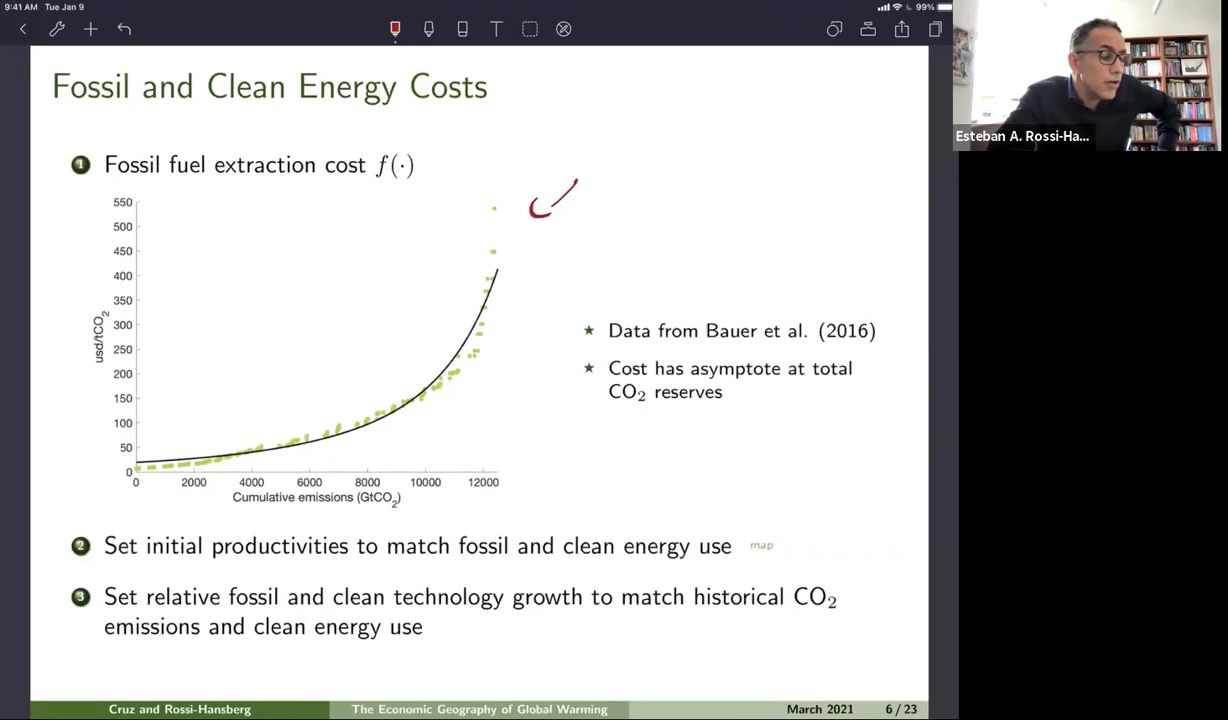 9:41 AM Tue Jan 9
99%
Fossil and Clean Energy Costs
1 Fossil fuel extraction cost f(·)
550
500
450
400
350
300
250
200
150
100
50
0
usd/tCO2
0 2000 4000 6000 8000 10000 12000
Cumulative emissions (GtCO2)
★ Data from Bauer et al. (2016)
★ Cost has asymptote at total
CO2 reserves
2 Set initial productivities to match fossil and clean energy use map
3 Set relative fossil and clean technology growth to match historical CO2
emissions and clean energy use
Cruz and Rossi-Hansberg The Economic Geography of Global Warming March 2021 6 / 23
Esteban A. Rossi-Ha...